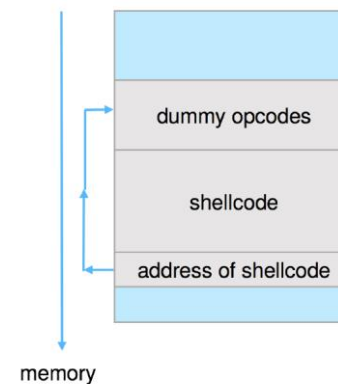 dummy opcodes
shellcode
address of shellcode
memory